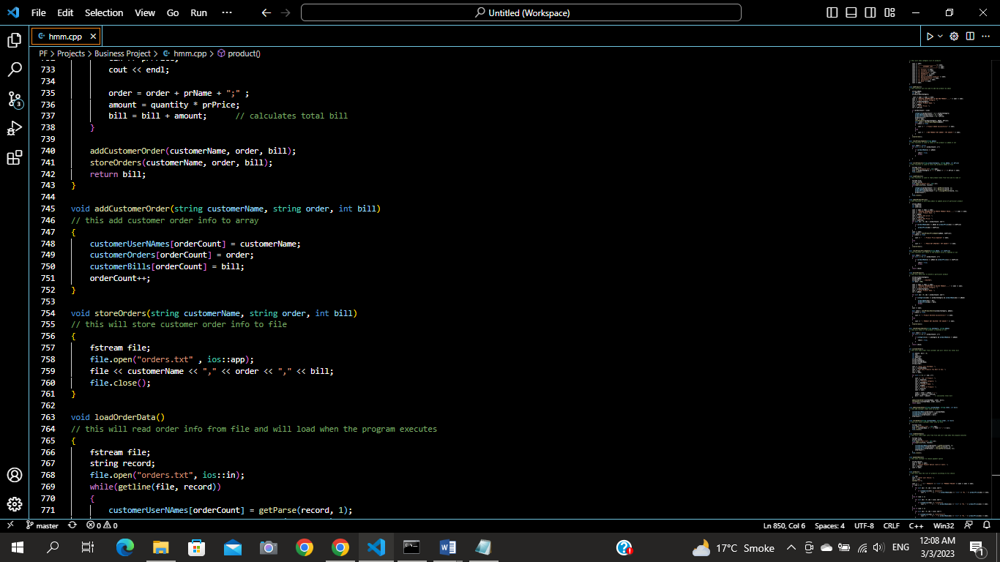 File Edit Selection View Go Run ··· Untitled (Workspace)
hmm.cpp
PF > Projects > Business Project > hmm.cpp > product()
733 cout << endl;
734
735 order = order + prName + ";" ;
736 amount = quantity * prPrice;
737 bill = bill + amount; // calculates total bill
738 }
739
740 addCustomerOrder(customerName, order, bill);
741 storeOrders(customerName, order, bill);
742 return bill;
743 }
744
745 void addCustomerOrder(string customerName, string order, int bill)
746 // this add customer order info to array
747 {
748 customerUserNAmes[orderCount] = customerName;
749 customerOrders[orderCount] = order;
750 customerBills[orderCount] = bill;
751 orderCount++;
752 }
753
754 void storeOrders(string customerName, string order, int bill)
755 // this will store customer order info to file
756 {
757 fstream file;
758 file.open("orders.txt" , ios::app);
759 file << customerName << "," << order << "," << bill;
760 file.close();
761 }
762
763 void loadOrderData()
764 // this will read order info from file and will load when the program executes
765 {
766 fstream file;
767 string record;
768 file.open("orders.txt", ios::in);
769 while(getline(file, record))
770 {
771 customerUserNAmes[orderCount] = getParse(record, 1);
3
master 0 0 Ln 850, Col 6 Spaces: 4 UTF-8 CRLF C++ Win32
17°C Smoke ENG 12:08 AM
3/3/2023
1